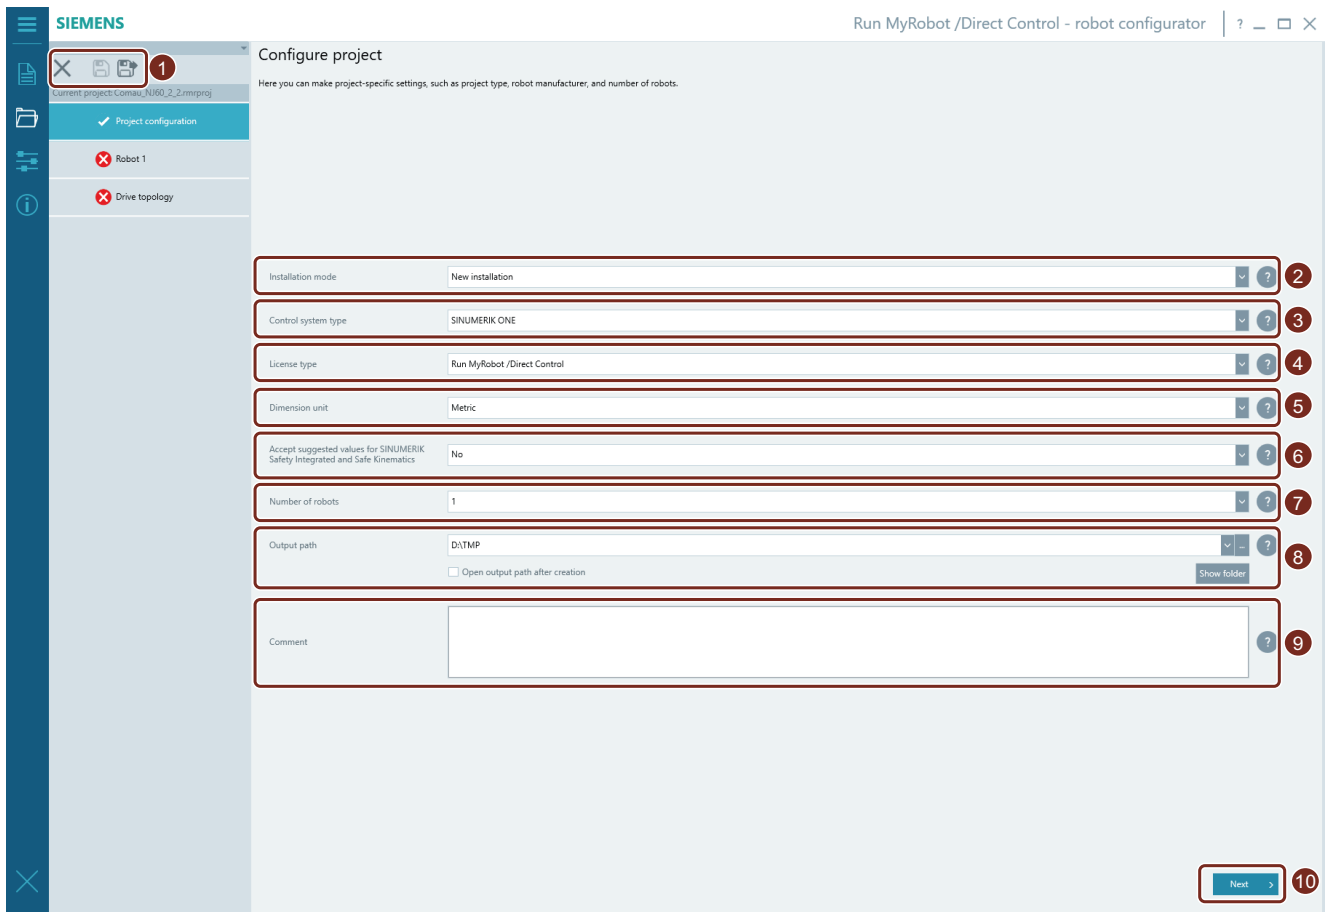 SIEMENS
Run MyRobot /Direct Control - robot configurator
?
1
Current project: Comau_NJ60_2_2.rmrproj
Project configuration
Robot 1
Drive topology
Configure project
Here you can make project-specific settings, such as project type, robot manufacturer, and number of robots.
Installation mode New installation ? 2
Control system type SINUMERIK ONE ? 3
License type Run MyRobot /Direct Control ? 4
Dimension unit Metric ? 5
Accept suggested values for SINUMERIK
Safety Integrated and Safe Kinematics
No ? 6
Number of robots 1 ? 7
Output path D:\TMP ... ? 8
Open output path after creation Show folder
Comment ? 9
Next > 10